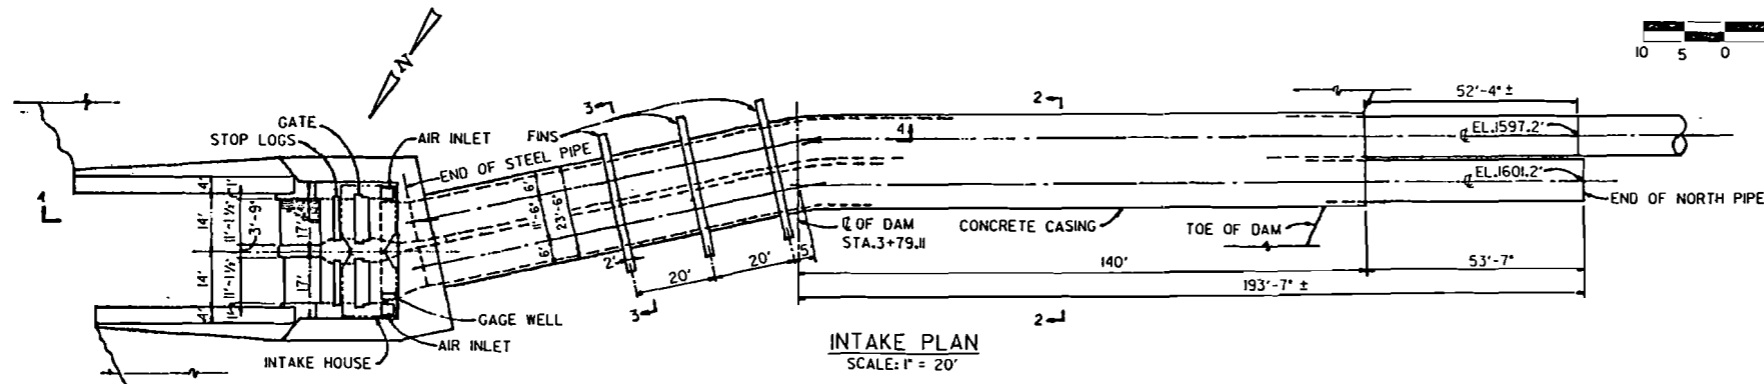 N
10 5 0
GATE
STOP LOGS
AIR INLET
FINS
END OF STEEL PIPE
3
2
4
52'-4" ±
℄ EL.1597.2'
℄ EL.1601.2'
END OF NORTH PIPE
4
4'
14'
14'
4'
11'-1½"
11'-1½"
3'-9"
1'
17'
17'
6'
11'-6"
23'-6"
6'
2'
20'
20'
5'
℄ OF DAM
STA.3+79.11
CONCRETE CASING
TOE OF DAM
140'
53'-7"
193'-7" ±
3
2
GAGE WELL
AIR INLET
INTAKE HOUSE
INTAKE PLAN
SCALE: 1" = 20'